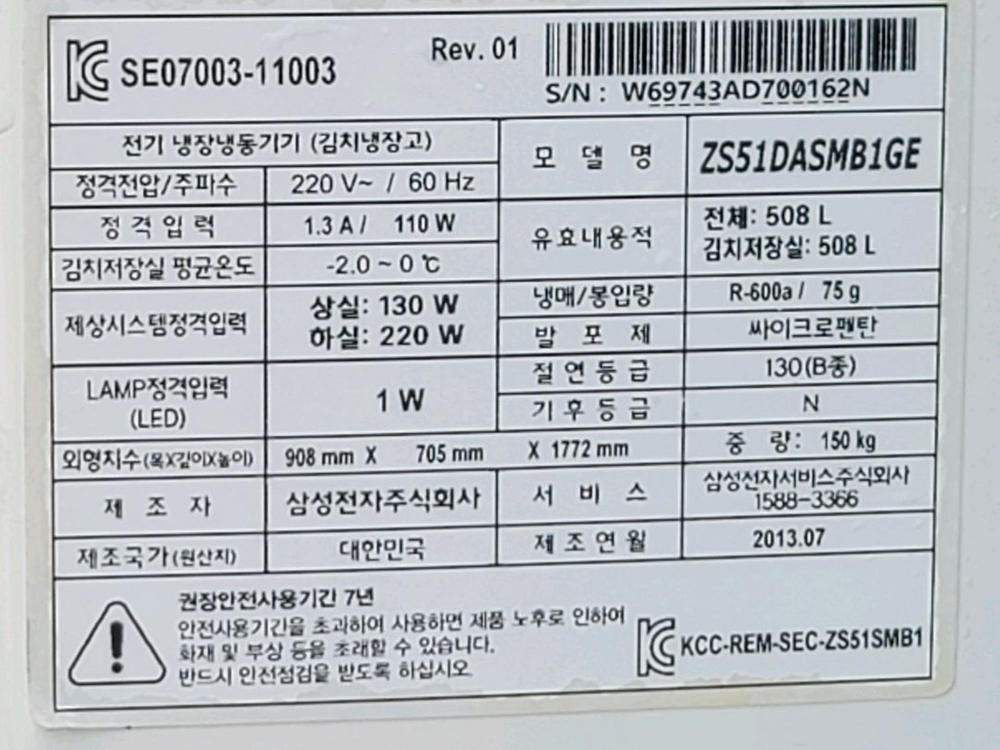 SE07003-11003
Rev. 01
S/N : W69743AD700162N
전기 냉장냉동기기 (김치냉장고)
모 델 명 ZS51DASMB1GE
정격전압/주파수 220 V~ / 60 Hz
정 격 입 력 1.3 A / 110 W
유효내용적 전체: 508 L
김치저장실: 508 L
김치저장실 평균온도 -2.0 ~ 0 ℃
냉매/봉입량 R-600a / 75 g
제상시스템정격입력 상실: 130 W
하실: 220 W
발 포 제 싸이크로펜탄
절 연 등 급 130(B종)
LAMP정격입력
(LED) 1 W
기 후 등 급 N
외형치수(폭X깊이X높이) 908 mm X 705 mm X 1772 mm
중 량: 150 kg
제 조 자 삼성전자주식회사
서 비 스 삼성전자서비스주식회사
1588-3366
제조국가(원산지) 대한민국
제 조 연 월 2013.07
권장안전사용기간 7년
안전사용기간을 초과하여 사용하면 제품 노후로 인하여
화재 및 부상 등을 초래할 수 있습니다.
반드시 안전점검을 받도록 하십시오.
KCC-REM-SEC-ZS51SMB1